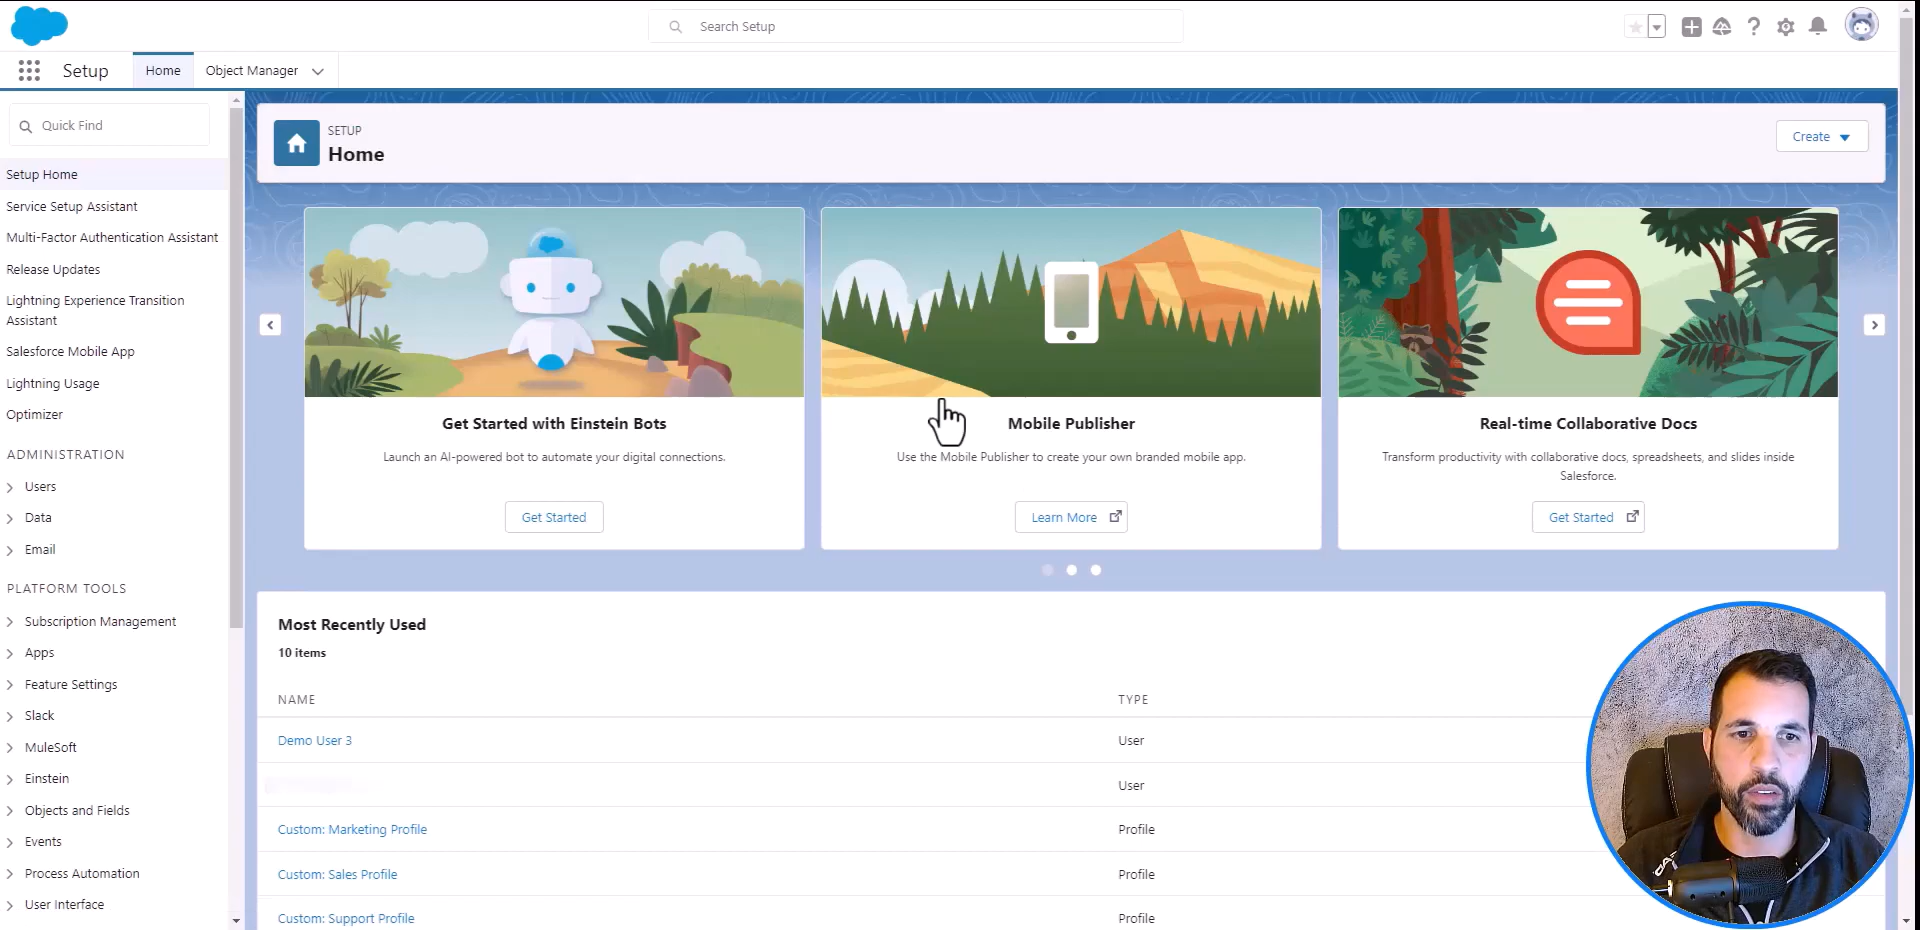 Search Setup
Setup
Home
Object Manager
Quick Find
Setup Home
Service Setup Assistant
Multi-Factor Authentication Assistant
Release Updates
Lightning Experience Transition
Assistant
Salesforce Mobile App
Lightning Usage
Optimizer
ADMINISTRATION
Users
Data
Email
PLATFORM TOOLS
Subscription Management
Apps
Feature Settings
Slack
MuleSoft
Einstein
Objects and Fields
Events
Process Automation
User Interface
SETUP
Home
Create
Get Started with Einstein Bots
Launch an AI-powered bot to automate your digital connections.
Get Started
Mobile Publisher
Use the Mobile Publisher to create your own branded mobile app.
Learn More
Real-time Collaborative Docs
Transform productivity with collaborative docs, spreadsheets, and slides inside
Salesforce.
Get Started
Most Recently Used
10 items
NAME TYPE
Demo User 3 User
User
Custom: Marketing Profile Profile
Custom: Sales Profile Profile
Custom: Support Profile Profile